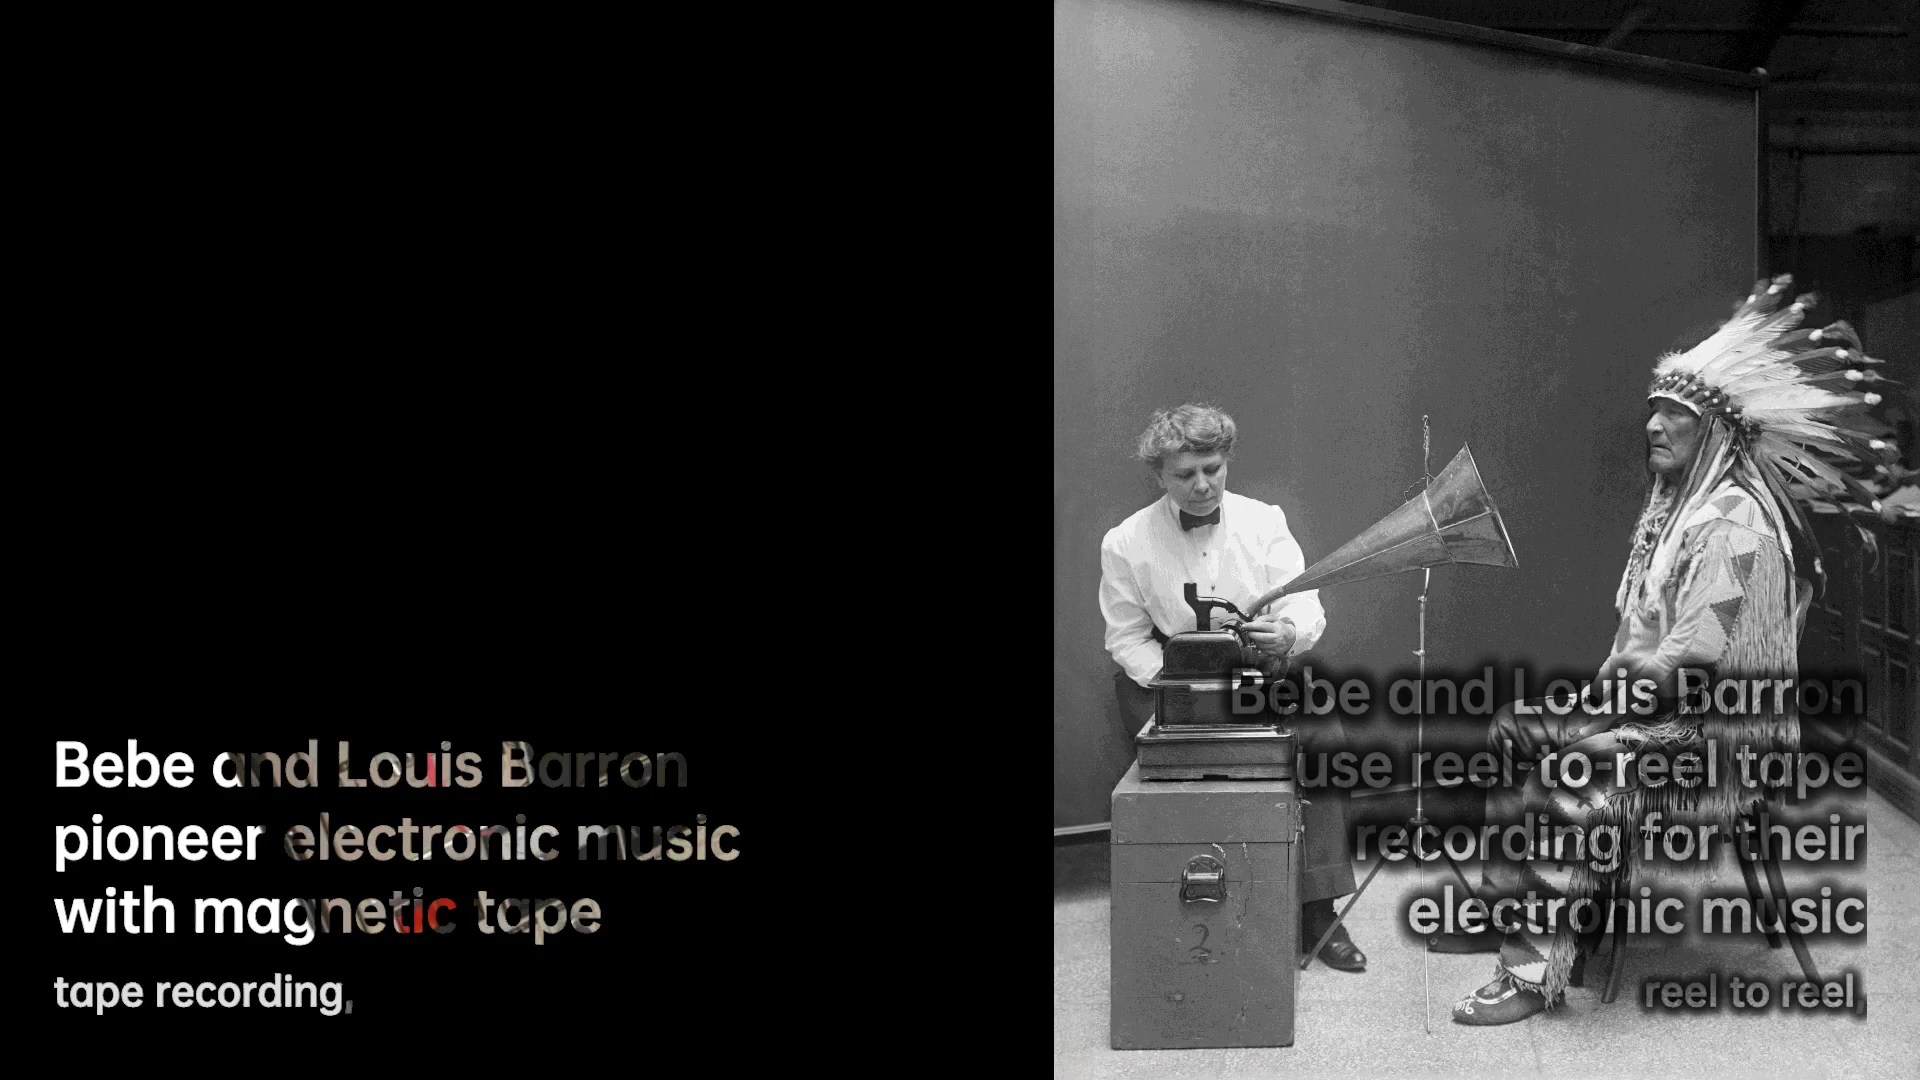 Bebe and Louis Barron
pioneer electronic music
with magnetic tape
tape recording,
Bebe and Louis Barron
use reel-to-reel tape
recording for their
electronic music
reel to reel,
2